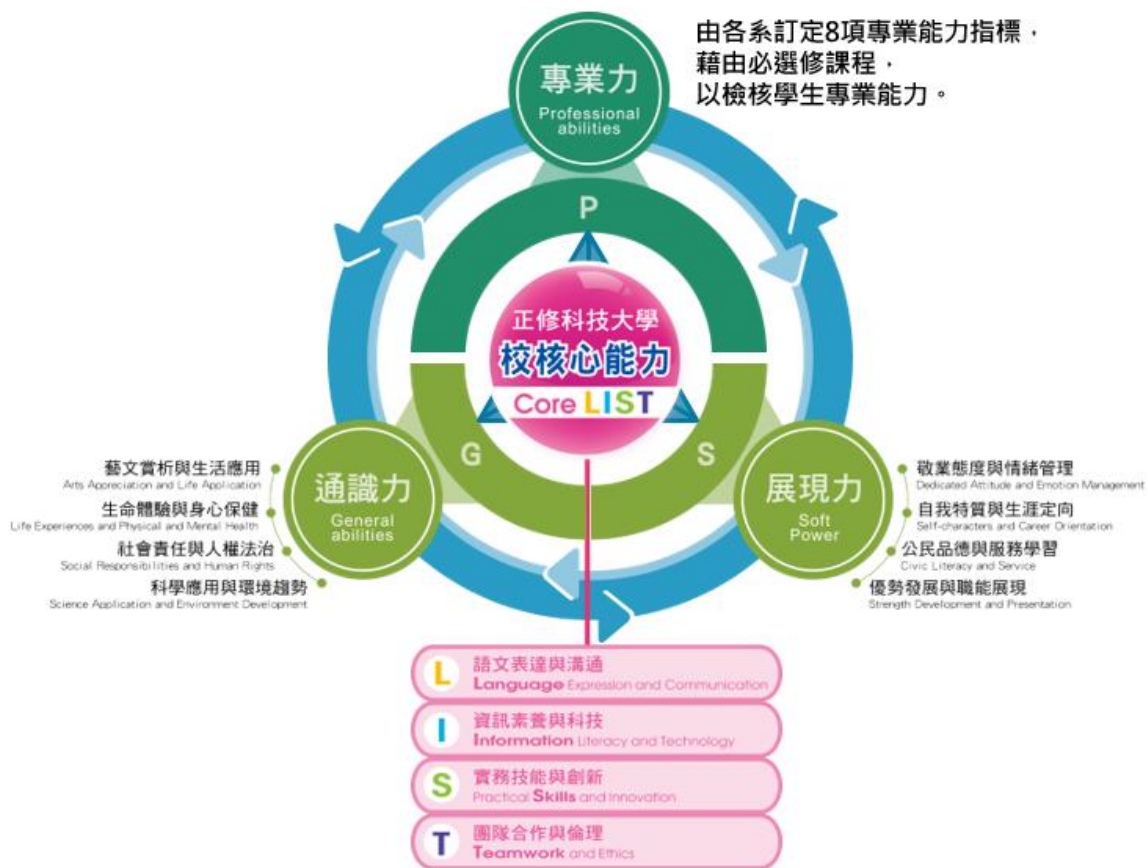 由各系訂定8項專業能力指標，
藉由必選修課程，
以檢核學生專業能力。
專業力
Professional
abilities
P
正修科技大學
校核心能力
Core LIST
G
S
通識力
General
abilities
藝文賞析與生活應用
Arts Appreciation and Life Application
生命體驗與身心保健
Life Experiences and Physical and Mental Health
社會責任與人權法治
Social Responsibilities and Human Rights
科學應用與環境趨勢
Science Application and Environment Development
展現力
Soft
Power
敬業態度與情緒管理
Dedicated Attitude and Emotion Management
自我特質與生涯定向
Self-characters and Career Orientation
公民品德與服務學習
Civic Literacy and Service
優勢發展與職能展現
Strength Development and Presentation
L
語文表達與溝通
Language Expression and Communication
I
資訊素養與科技
Information Literacy and Technology
S
實務技能與創新
Practical Skills and Innovation
T
團隊合作與倫理
Teamwork and Ethics